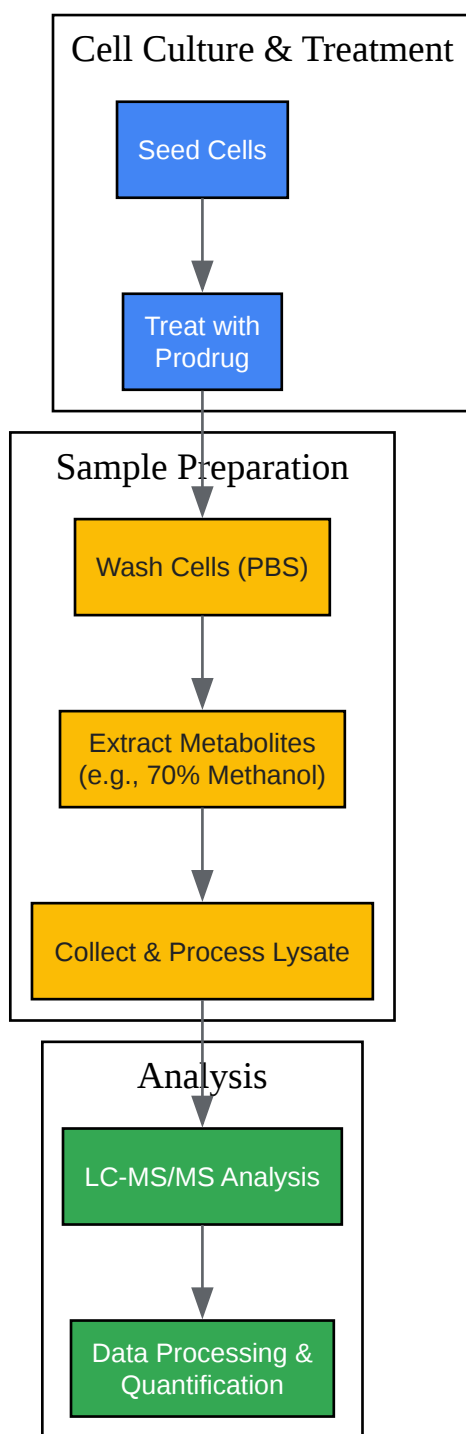 Cell Culture & Treatment
Seed Cells
Treat with
Prodrug
Sample Preparation
Wash Cells (PBS)
Extract Metabolites
(e.g., 70% Methanol)
Collect & Process Lysate
Analysis
LC-MS/MS Analysis
Data Processing &
Quantification